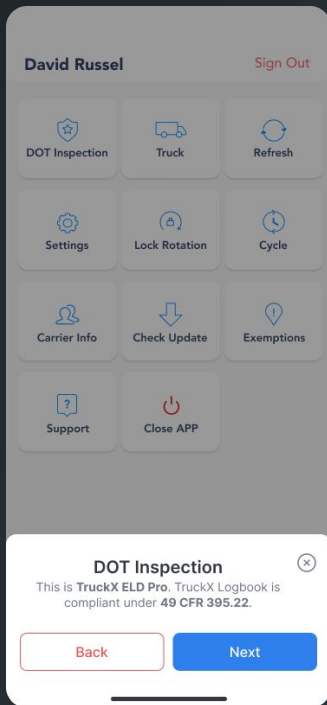 David Russel
Sign Out
DOT Inspection
Truck
Refresh
Settings
Lock Rotation
Cycle
Carrier Info
Check Update
Exemptions
Support
Close APP
DOT Inspection
This is TruckX ELD Pro. TruckX Logbook is
compliant under 49 CFR 395.22.
Back
Next